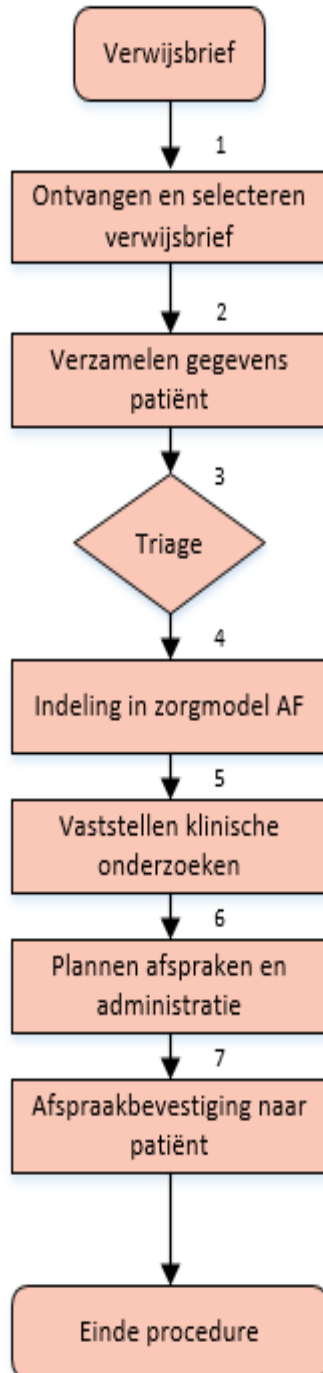 Verwijsbrief
1
Ontvangen en selecteren
verwijsbrief
2
Verzamelen gegevens
patiënt
3
Triage
4
Indeling in zorgmodel AF
5
Vaststellen klinische
onderzoeken
6
Plannen afspraken en
administratie
7
Afspraakbevestiging naar
patiënt
Einde procedure